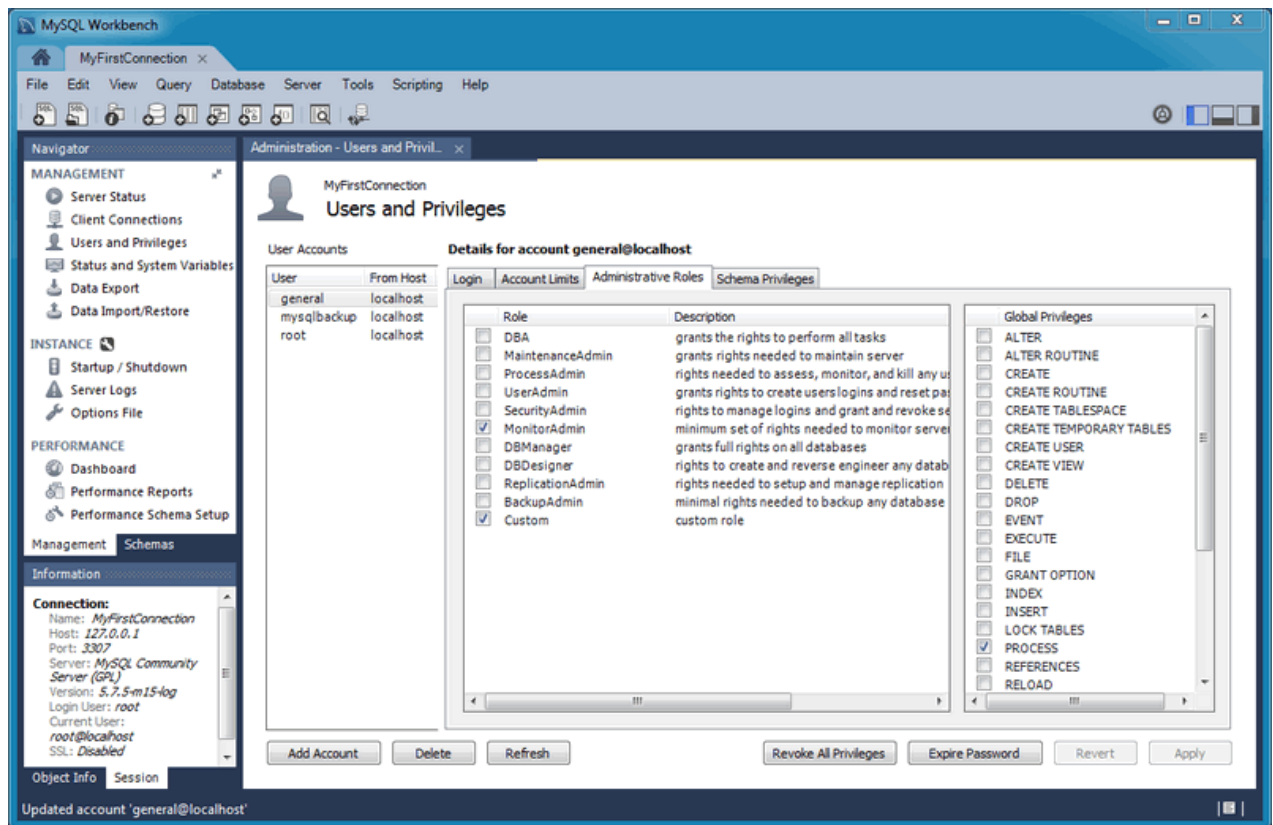 MySQL Workbench
MyFirstConnection
File Edit View Query Database Server Tools Scripting Help
Navigator
MANAGEMENT
Server Status
Client Connections
Users and Privileges
Status and System Variables
Data Export
Data Import/Restore
INSTANCE
Startup / Shutdown
Server Logs
Options File
PERFORMANCE
Dashboard
Performance Reports
Performance Schema Setup
Management Schemas
Information
Connection:
Name: MyFirstConnection
Host: 127.0.0.1
Port: 3307
Server: MySQL Community
Server (GPL)
Version: 5.7.5-m15-log
Login User: root
Current User:
root@localhost
SSL: Disabled
Object Info Session
Administration - Users and Privil...
MyFirstConnection
Users and Privileges
User Accounts
User From Host
general localhost
mysqlbackup localhost
root localhost
Details for account general@localhost
Login Account Limits Administrative Roles Schema Privileges
Role Description
DBA grants the rights to perform all tasks
MaintenanceAdmin grants rights needed to maintain server
ProcessAdmin rights needed to assess, monitor, and kill any u
UserAdmin grants rights to create users logins and reset pa
SecurityAdmin rights to manage logins and grant and revoke se
MonitorAdmin minimum set of rights needed to monitor server
DBManager grants full rights on all databases
DBDesigner rights to create and reverse engineer any datab
ReplicationAdmin rights needed to setup and manage replication
BackupAdmin minimal rights needed to backup any database
Custom custom role
Global Privileges
ALTER
ALTER ROUTINE
CREATE
CREATE ROUTINE
CREATE TABLESPACE
CREATE TEMPORARY TABLES
CREATE USER
CREATE VIEW
DELETE
DROP
EVENT
EXECUTE
FILE
GRANT OPTION
INDEX
INSERT
LOCK TABLES
PROCESS
REFERENCES
RELOAD
Add Account Delete Refresh Revoke All Privileges Expire Password Revert Apply
Updated account 'general@localhost'